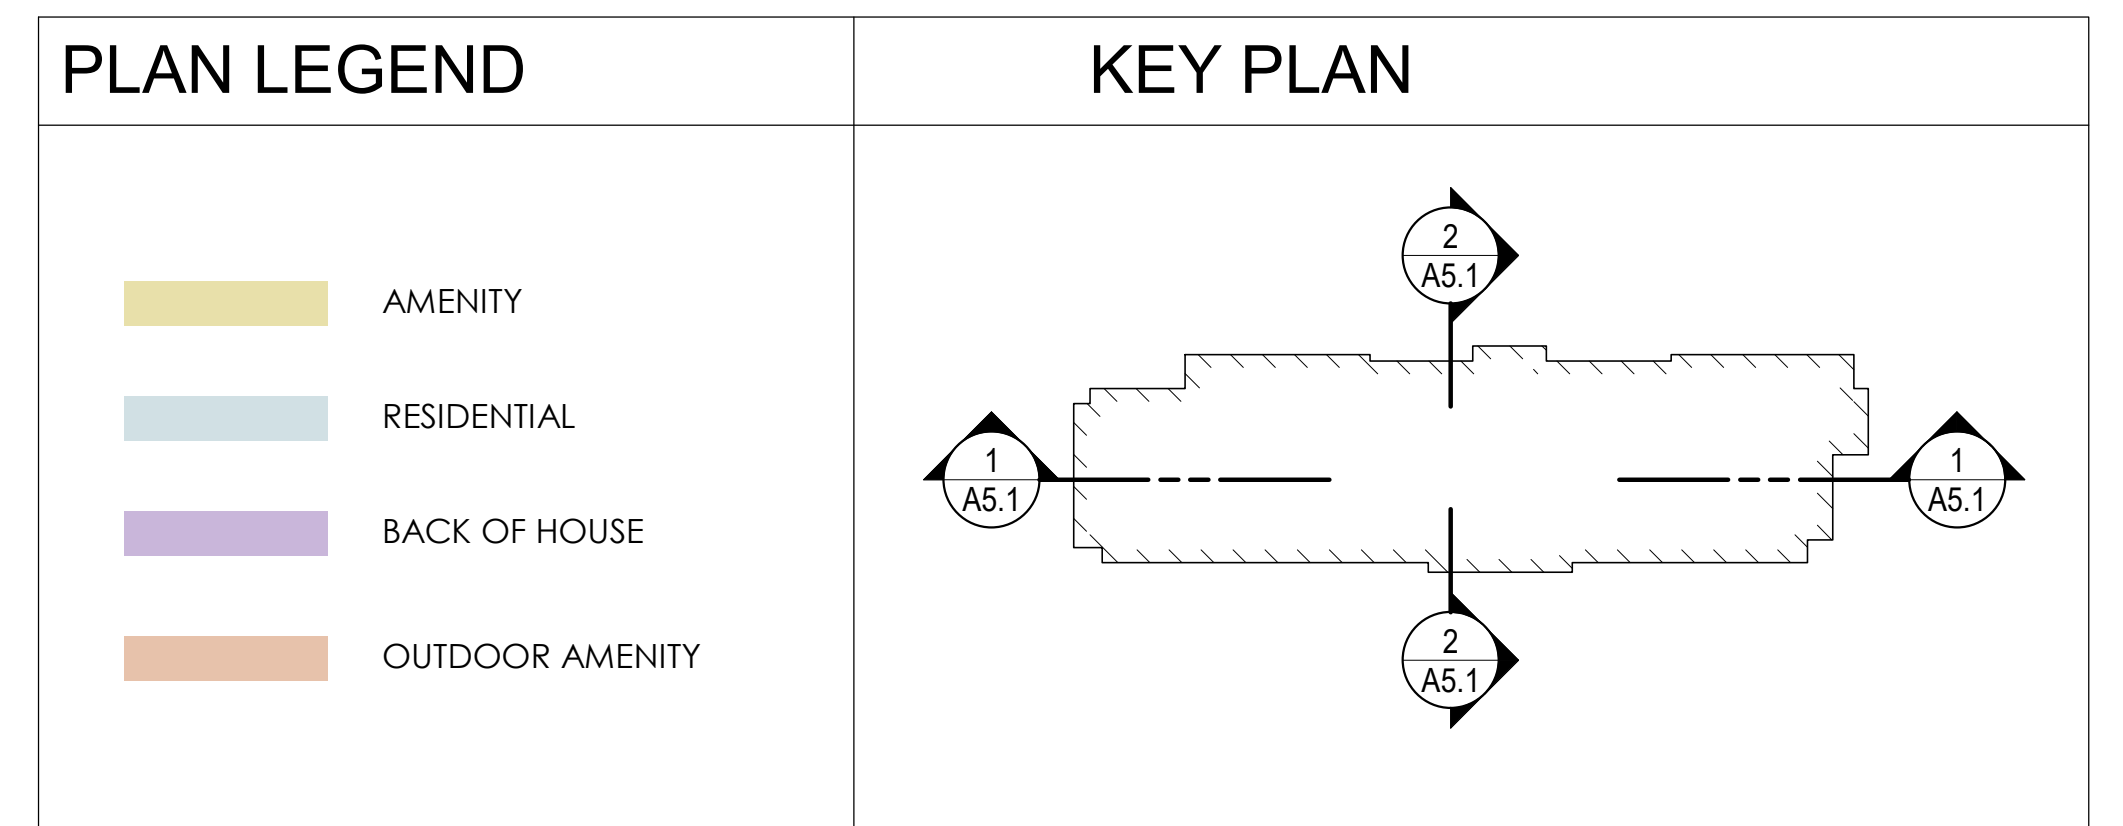 PLAN LEGEND
KEY PLAN
AMENITY
RESIDENTIAL
BACK OF HOUSE
OUTDOOR AMENITY
2
A5.1
1
A5.1
1
A5.1
2
A5.1